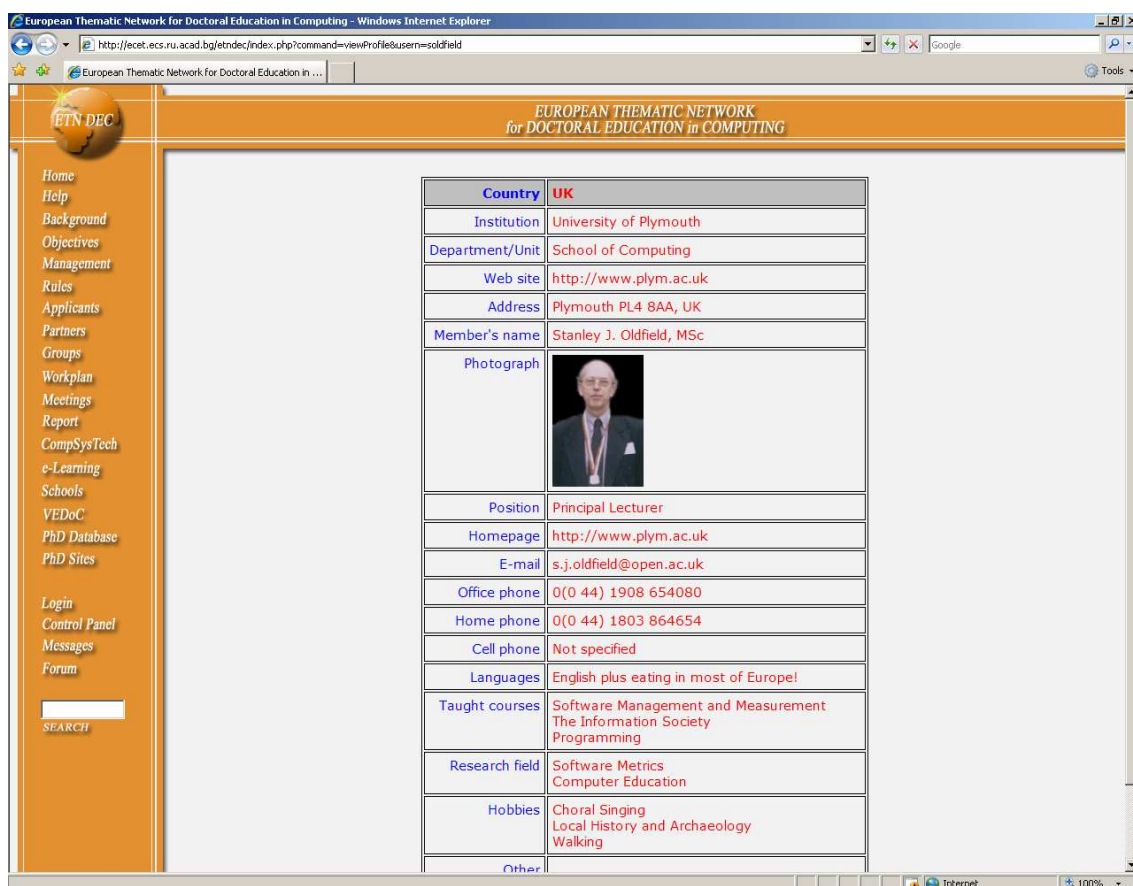 European Thematic Network for Doctoral Education in Computing - Windows Internet Explorer
http://ecet.ecs.ru.acad.bg/etndec/index.php?command=viewProfile&usern=soldfield
Google
European Thematic Network for Doctoral Education in ...
Tools
ETN DEC
EUROPEAN THEMATIC NETWORK
for DOCTORAL EDUCATION in COMPUTING
Home
Help
Background
Objectives
Management
Rules
Applicants
Partners
Groups
Workplan
Meetings
Report
CompSysTech
e-Learning
Schools
VEDoC
PhD Database
PhD Sites
Login
Control Panel
Messages
Forum
SEARCH
Country UK
Institution University of Plymouth
Department/Unit School of Computing
Web site http://www.plym.ac.uk
Address Plymouth PL4 8AA, UK
Member's name Stanley J. Oldfield, MSc
Photograph
Position Principal Lecturer
Homepage http://www.plym.ac.uk
E-mail s.j.oldfield@open.ac.uk
Office phone 0(0 44) 1908 654080
Home phone 0(0 44) 1803 864654
Cell phone Not specified
Languages English plus eating in most of Europe!
Taught courses Software Management and Measurement
The Information Society
Programming
Research field Software Metrics
Computer Education
Hobbies Choral Singing
Local History and Archaeology
Walking
Other
Internet
100%